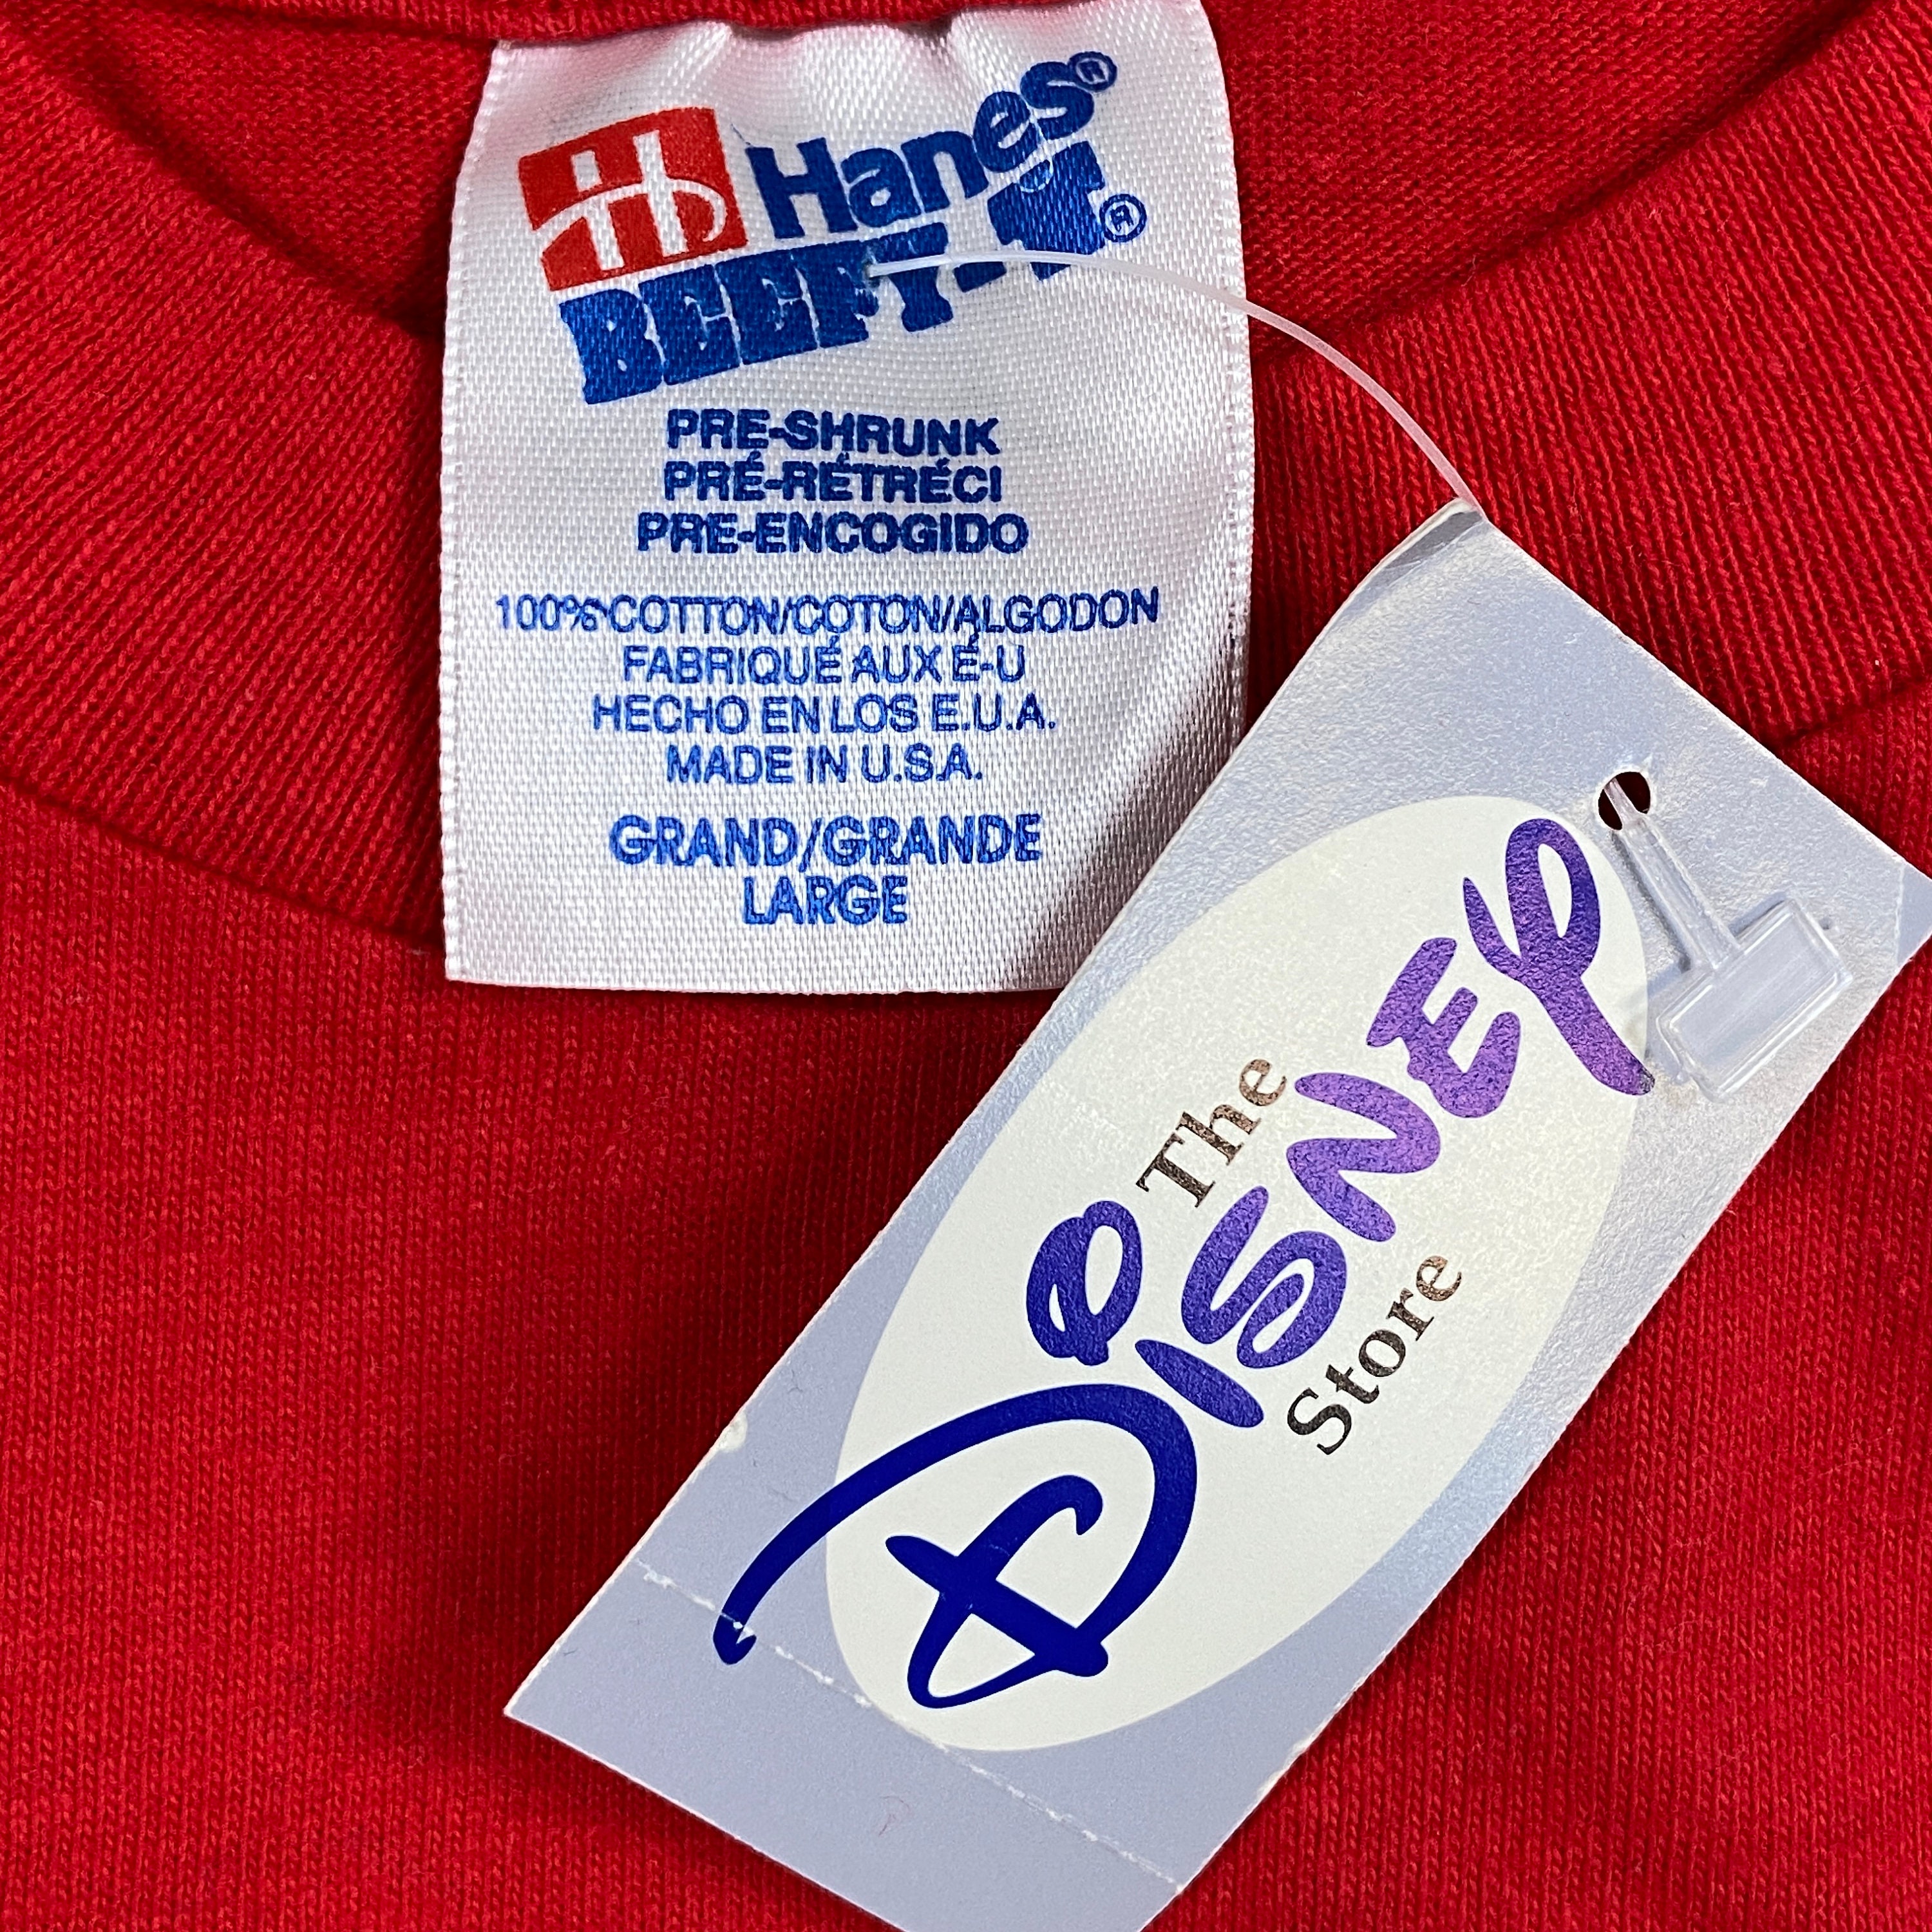 Hanes®
BEEFY-T®
PRE-SHRUNK
PRÉ-RÉTRÉCI
PRE-ENCOGIDO
100% COTTON/COTON/ALGODON
FABRIQUÉ AUX É-U
HECHO EN LOS E.U.A.
MADE IN U.S.A.
GRAND/GRANDE
LARGE
The
DISNEY
Store